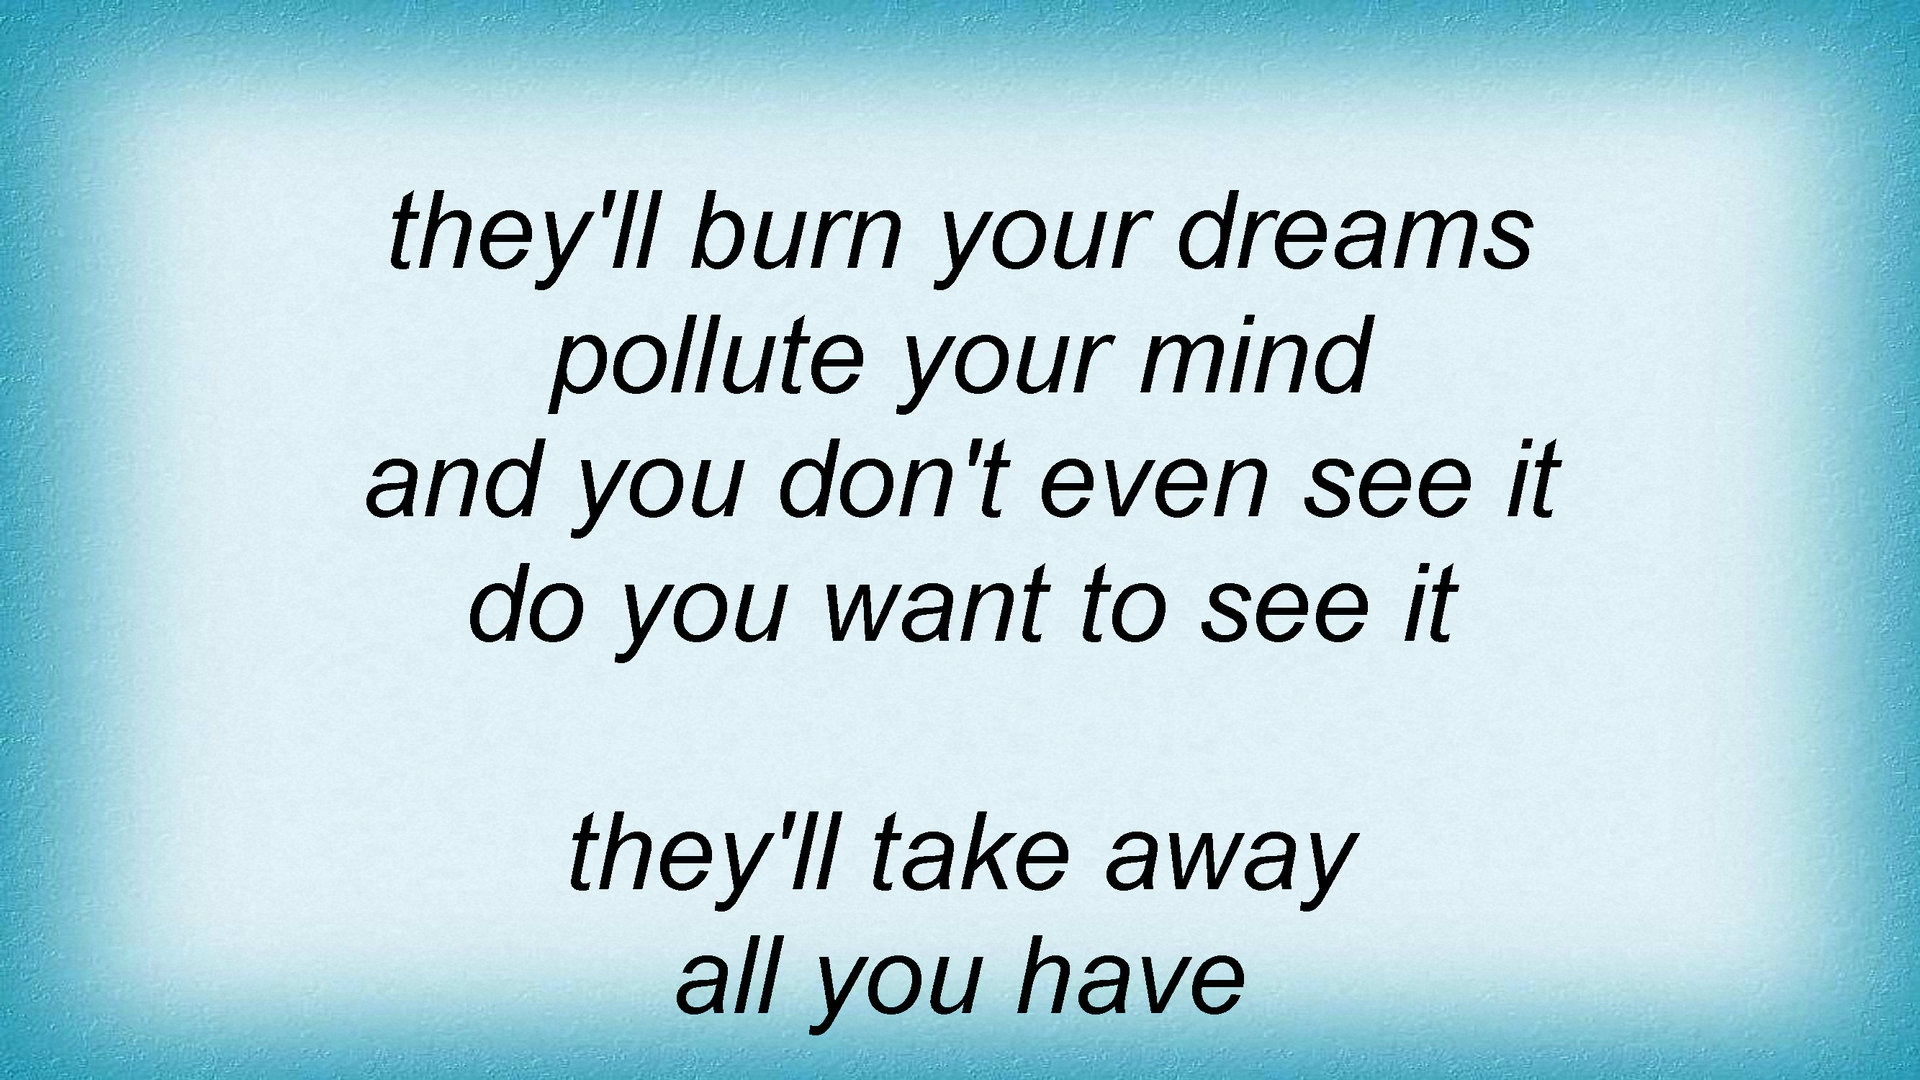 they'll burn your dreams
pollute your mind
and you don't even see it
do you want to see it
they'll take away
all you have